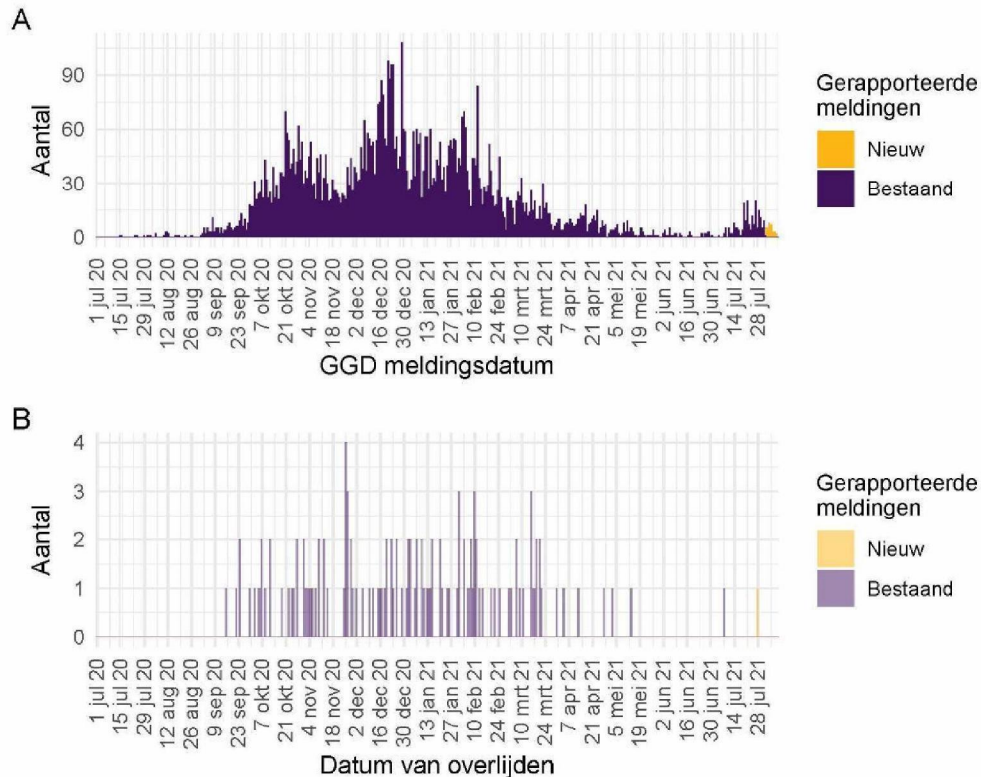 A
Aantal
90
60
30
0
1 jul 20
15 jul 20
29 jul 20
12 aug 20
26 aug 20
9 sep 20
23 sep 20
7 okt 20
21 okt 20
4 nov 20
18 nov 20
2 dec 20
16 dec 20
30 dec 20
13 jan 21
27 jan 21
10 feb 21
24 feb 21
10 mrt 21
24 mrt 21
7 apr 21
21 apr 21
5 mei 21
19 mei 21
2 jun 21
16 jun 21
30 jun 21
14 jul 21
28 jul 21
GGD meldingsdatum
Gerapporteerde
meldingen
Nieuw
Bestaand
B
Aantal
4
3
2
1
0
1 jul 20
15 jul 20
29 jul 20
12 aug 20
26 aug 20
9 sep 20
23 sep 20
7 okt 20
21 okt 20
4 nov 20
18 nov 20
2 dec 20
16 dec 20
30 dec 20
13 jan 21
27 jan 21
10 feb 21
24 feb 21
10 mrt 21
24 mrt 21
7 apr 21
21 apr 21
5 mei 21
19 mei 21
2 jun 21
16 jun 21
30 jun 21
14 jul 21
28 jul 21
Datum van overlijden
Gerapporteerde
meldingen
Nieuw
Bestaand